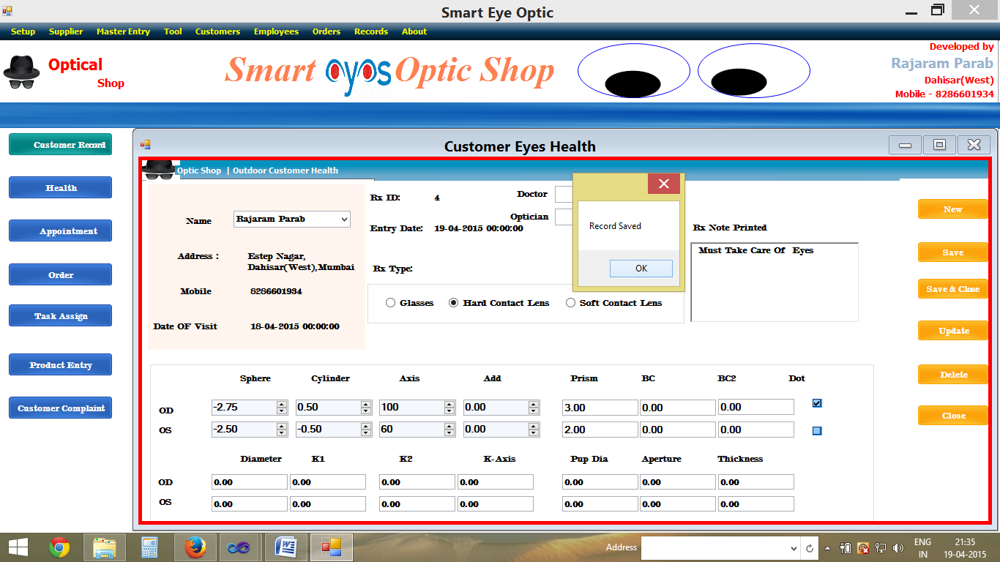 Smart Eye Optic
Setup Supplier Master Entry Tool Customers Employees Orders Records About
Optical
Shop
Smart eyes Optic Shop
Developed by
Rajaram Parab
Dahisar(West)
Mobile - 8286601934
Customer Record
Health
Appointment
Order
Task Assign
Product Entry
Customer Complaint
Customer Eyes Health
Optic Shop | Outdoor Customer Health
Name Rajaram Parab
Address : Estep Nagar,
Dahisar(West),Mumbai
Mobile 8286601934
Date OF Visit 18-04-2015 00:00:00
Rx ID: 4
Doctor
Optician
Entry Date: 19-04-2015 00:00:00
Rx Type:
Glasses Hard Contact Lens Soft Contact Lens
Record Saved
OK
Rx Note Printed
Must Take Care Of Eyes
New
Save
Save & Close
Update
Delete
Close
Sphere Cylinder Axis Add Prism BC BC2 Dot
OD -2.75 0.50 100 0.00 3.00 0.00 0.00
OS -2.50 -0.50 60 0.00 2.00 0.00 0.00
Diameter K1 K2 K-Axis Pup Dia Aperture Thickness
OD 0.00 0.00 0.00 0.00 0.00 0.00 0.00
OS 0.00 0.00 0.00 0.00 0.00 0.00 0.00
Address
ENG
IN
21:35
19-04-2015